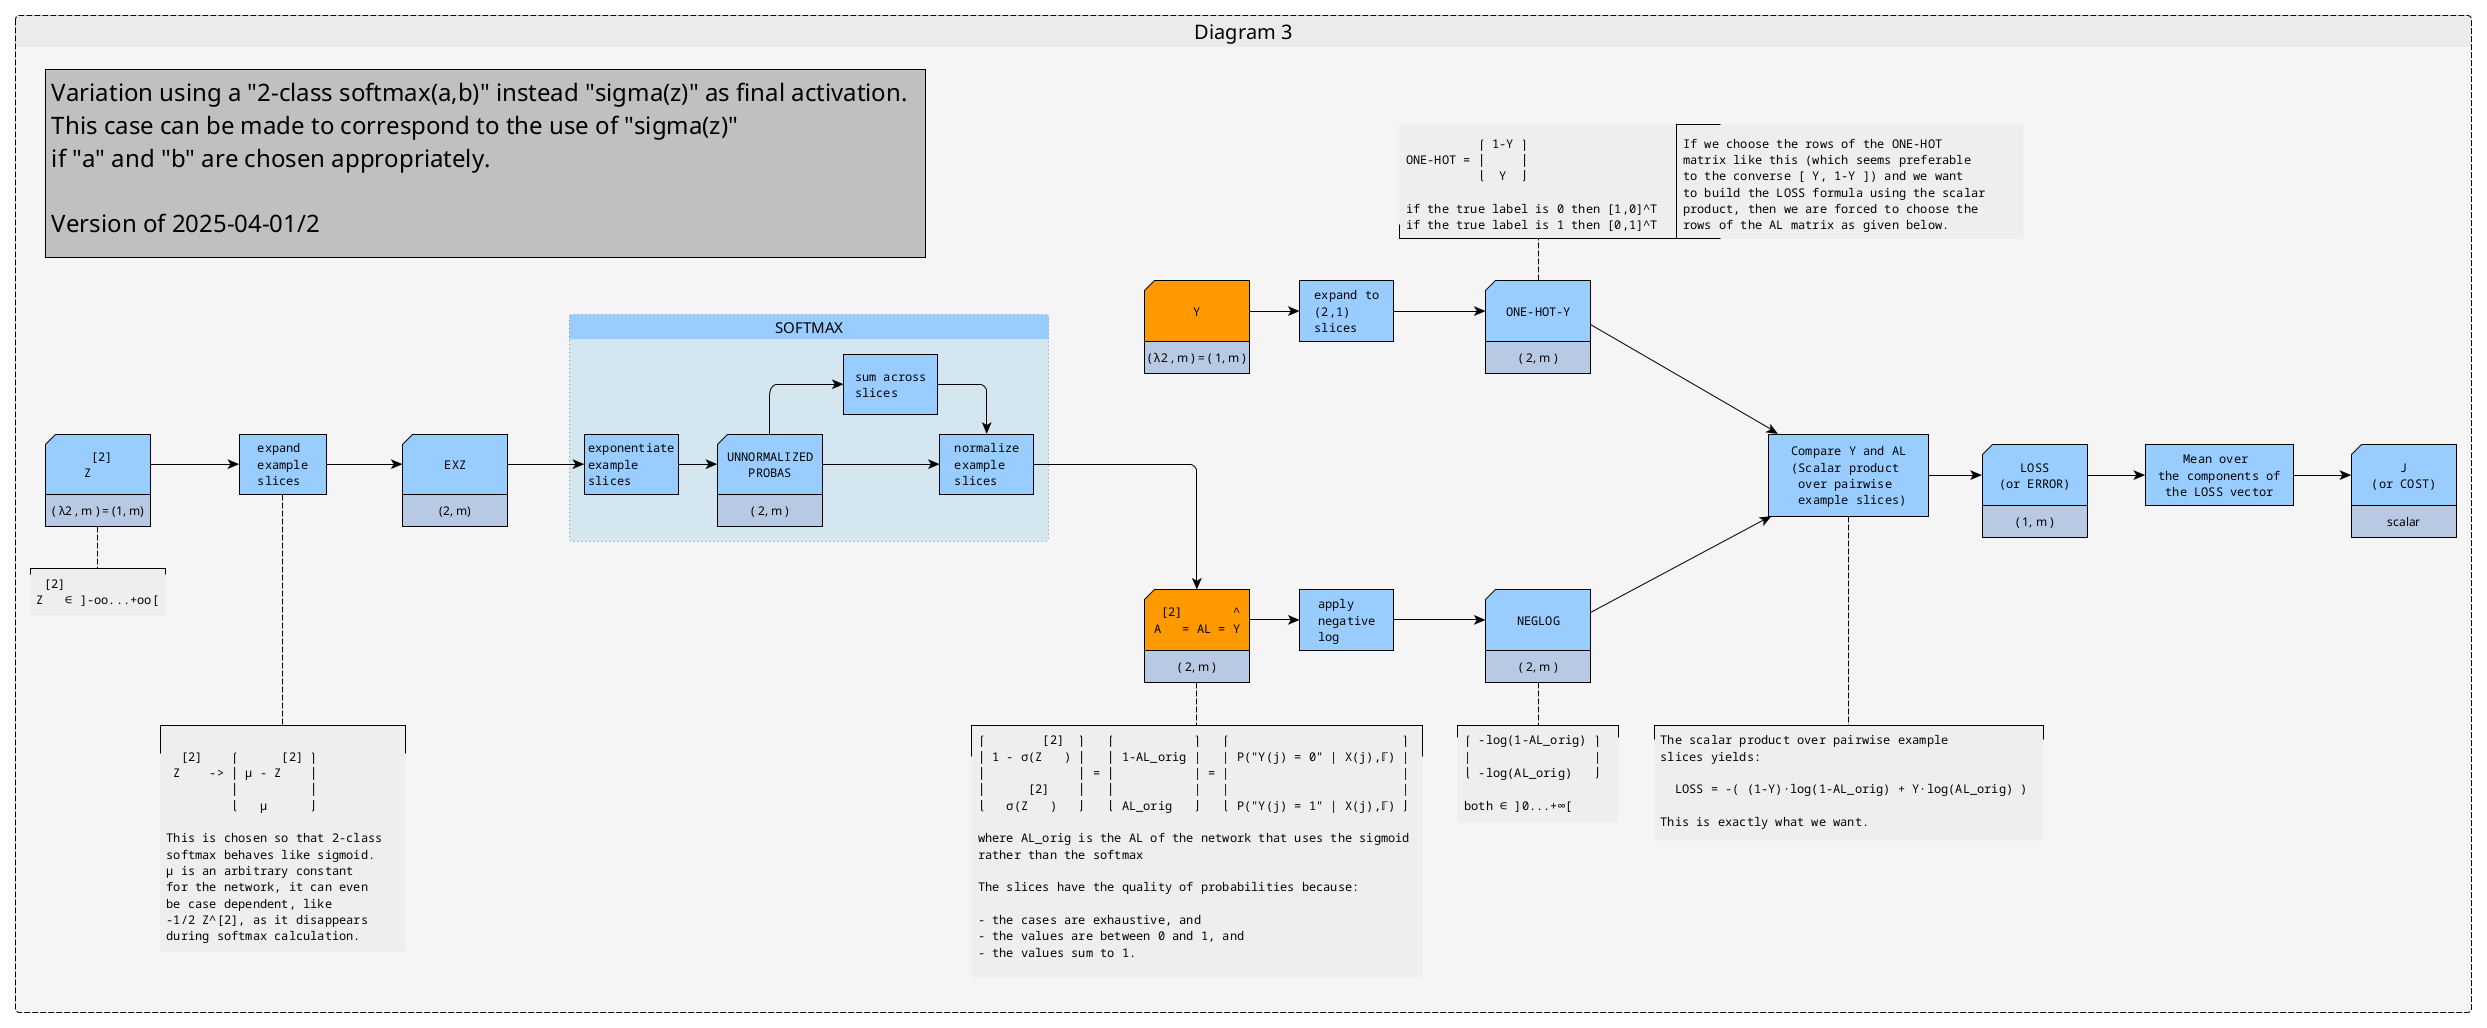 Diagram 3
Variation using a "2-class softmax(a,b)" instead "sigma(z)" as final activation.
This case can be made to correspond to the use of "sigma(z)"
if "a" and "b" are chosen appropriately.
Version of 2025-04-01/2
⎧ 1-Y ⎫
ONE-HOT = |     |
⎩  Y  ⎭
if the true label is 0 then [1,0]^T
if the true label is 1 then [0,1]^T
If we choose the rows of the ONE-HOT
matrix like this (which seems preferable
to the converse [ Y, 1-Y ]) and we want
to build the LOSS formula using the scalar
product, then we are forced to choose the
rows of the AL matrix as given below.
Y
( λ2 , m ) = ( 1, m )
expand to
(2,1)
slices
ONE-HOT-Y
( 2, m )
SOFTMAX
sum across
slices
[2]
Z
( λ2 , m ) = (1, m)
expand
example
slices
EXZ
(2, m)
exponentiate
example
slices
UNNORMALIZED
PROBAS
( 2, m )
normalize
example
slices
Compare Y and AL
(Scalar product
over pairwise
example slices)
LOSS
(or ERROR)
( 1, m )
Mean over
the components of
the LOSS vector
J
(or COST)
scalar
[2]
Z   ∈ ]-oo...+oo[
[2]       ^
A   = AL = Y
( 2, m )
apply
negative
log
NEGLOG
( 2, m )
[2]    ⎧      [2] ⎫
Z    -> | µ - Z    |
|          |
⎩   µ      ⎭
This is chosen so that 2-class
softmax behaves like sigmoid.
µ is an arbitrary constant
for the network, it can even
be case dependent, like
-1/2 Z^[2], as it disappears
during softmax calculation.
⎧        [2]  ⎫   ⎧           ⎫   ⎧                        ⎫
| 1 - σ(Z   ) |   | 1-AL_orig |   | P("Y(j) = 0" | X(j),Γ) |
|             | = |           | = |                        |
|      [2]    |   |           |   |                        |
⎩   σ(Z   )   ⎭   ⎩ AL_orig   ⎭   ⎩ P("Y(j) = 1" | X(j),Γ) ⎭
where AL_orig is the AL of the network that uses the sigmoid
rather than the softmax
The slices have the quality of probabilities because:
- the cases are exhaustive, and
- the values are between 0 and 1, and
- the values sum to 1.
⎧ -log(1-AL_orig) ⎫
|                 |
⎩ -log(AL_orig)   ⎭
both ∈ ]0...+∞[
The scalar product over pairwise example
slices yields:
LOSS = -( (1-Y)·log(1-AL_orig) + Y·log(AL_orig) )
This is exactly what we want.